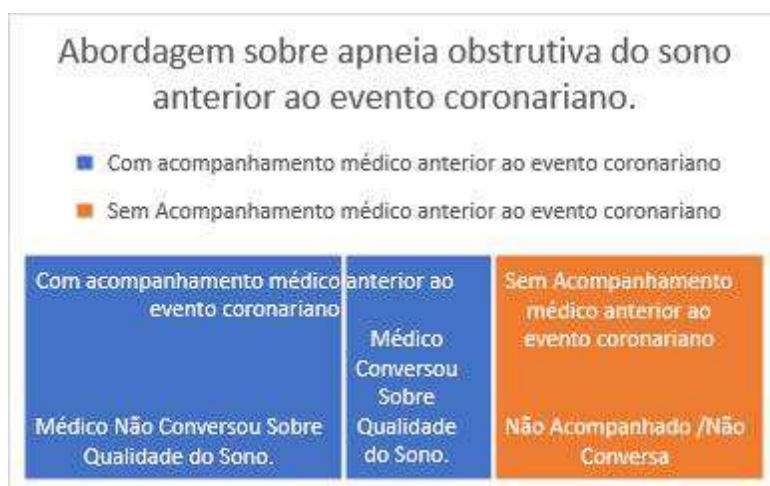 Abordagem sobre apneia obstrutiva do sono
anterior ao evento coronariano.
Com acompanhamento médico anterior ao evento coronariano
Sem Acompanhamento médico anterior ao evento coronariano
Com acompanhamento médico anterior ao
evento coronariano
Médico Não Conversou Sobre
Qualidade do Sono.
Médico
Conversou
Sobre
Qualidade
do Sono.
Sem Acompanhamento
médico anterior ao
evento coronariano
Não Acompanhado /Não
Conversa